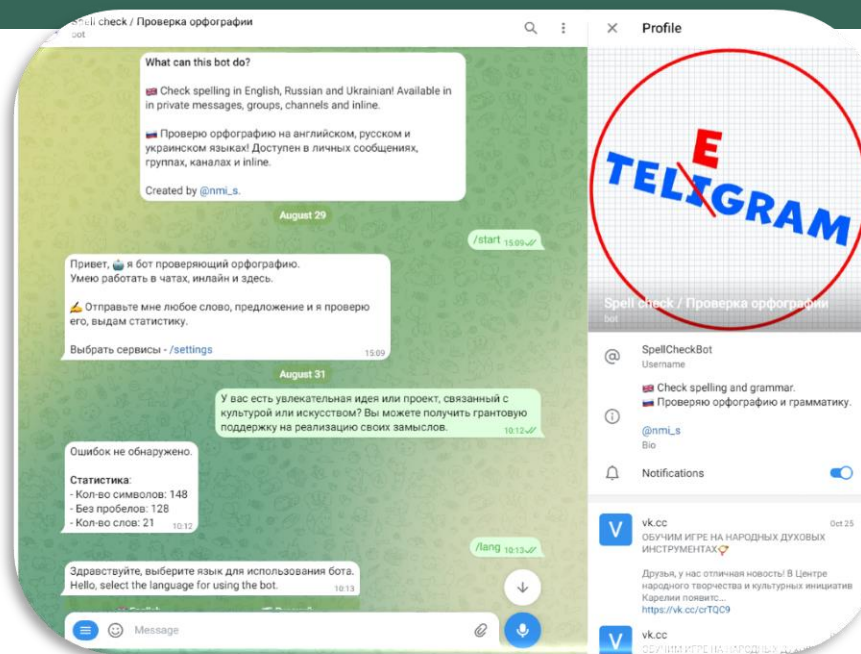 Spell check / Проверка орфографии
bot
What can this bot do?
🇬🇧 Check spelling in English, Russian and Ukrainian! Available in
in private messages, groups, channels and inline.
🇷🇺 Проверю орфографию на английском, русском и
украинском языках! Доступен в личных сообщениях,
группах, каналах и inline.
Created by @nmi_s.
August 29
/start 15:09
Привет, 🤖 я бот проверяющий орфографию.
Умею работать в чатах, инлайн и здесь.
✍️ Отправьте мне любое слово, предложение и я проверю
его, выдам статистику.
Выбрать сервисы - /settings
15:09
August 31
У вас есть увлекательная идея или проект, связанный с
культурой или искусством? Вы можете получить грантовую
поддержку на реализацию своих замыслов.
10:12
Ошибок не обнаружено.
Статистика:
- Кол-во символов: 148
- Без пробелов: 128
- Кол-во слов: 21 10:12
/lang 10:13
Здравствуйте, выберите язык для использования бота.
Hello, select the language for using the bot.
10:13
Message
Profile
E
TELIGRAM
Spell check / Проверка орфографии
bot
SpellCheckBot
Username
🇬🇧 Check spelling and grammar.
🇷🇺 Проверяю орфографию и грамматику.
@nmi_s
Bio
Notifications
V
vk.cc Oct 25
ОБУЧИМ ИГРЕ НА НАРОДНЫХ ДУХОВЫХ
ИНСТРУМЕНТАХ
Друзья, у нас отличная новость! В Центре
народного творчества и культурных инициатив
Карелии появитс...
https://vk.cc/crTQC9
V
vk.cc
ОБУЧИМ ИГРЕ НА НАРОДНЫХ